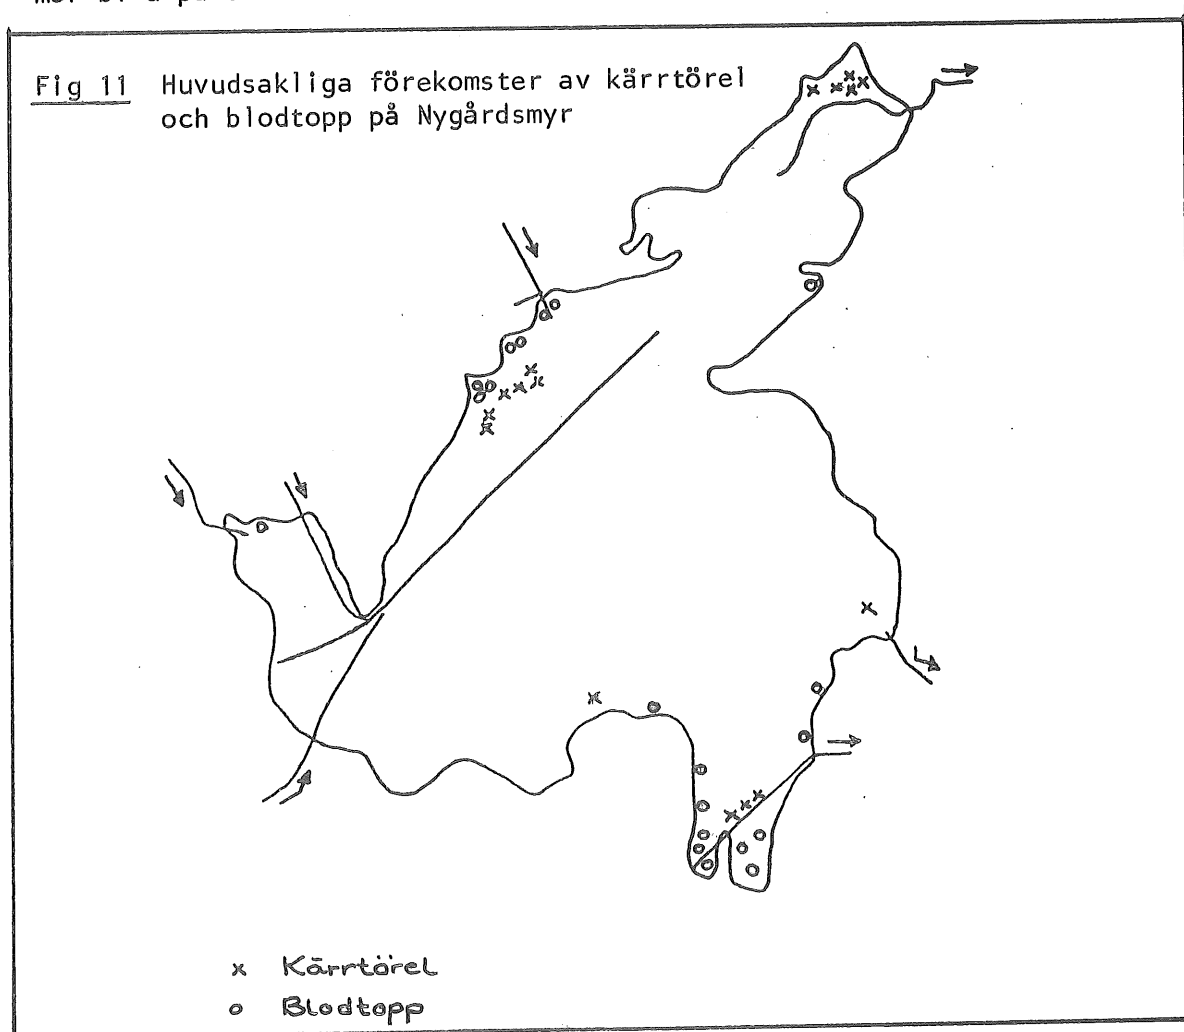 Fig 11 Huvudsakliga förekomster av kärrtörel
och blodtopp på Nygårdsmyr
x Kärrtörel
o Blodtopp